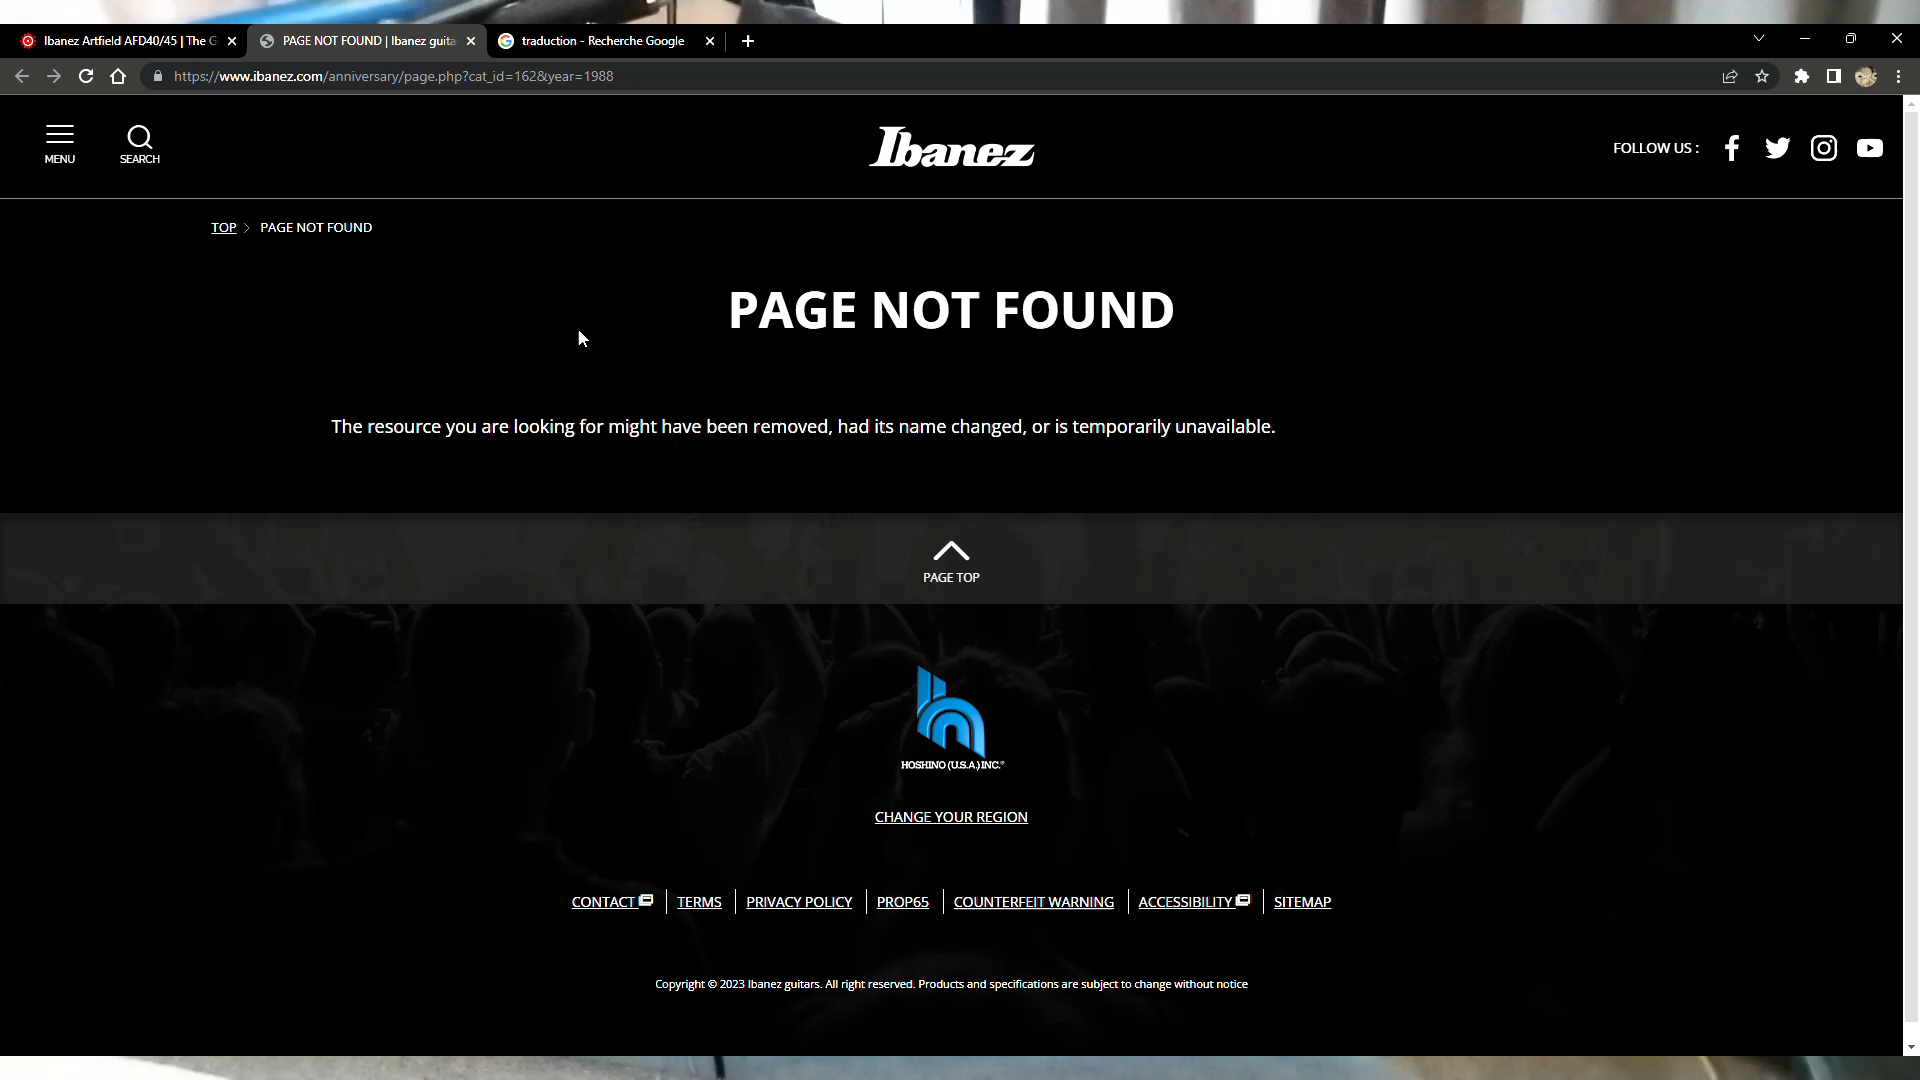 Ibanez Artfield AFD40/45 | The G
PAGE NOT FOUND | Ibanez guita
traduction - Recherche Google
https://www.ibanez.com/anniversary/page.php?cat_id=162&year=1988
MENU
SEARCH
Ibanez
FOLLOW US :
TOP
PAGE NOT FOUND
PAGE NOT FOUND
The resource you are looking for might have been removed, had its name changed, or is temporarily unavailable.
PAGE TOP
HOSHINO (U.S.A.) INC.®
CHANGE YOUR REGION
CONTACT
TERMS
PRIVACY POLICY
PROP65
COUNTERFEIT WARNING
ACCESSIBILITY
SITEMAP
Copyright © 2023 Ibanez guitars. All right reserved. Products and specifications are subject to change without notice